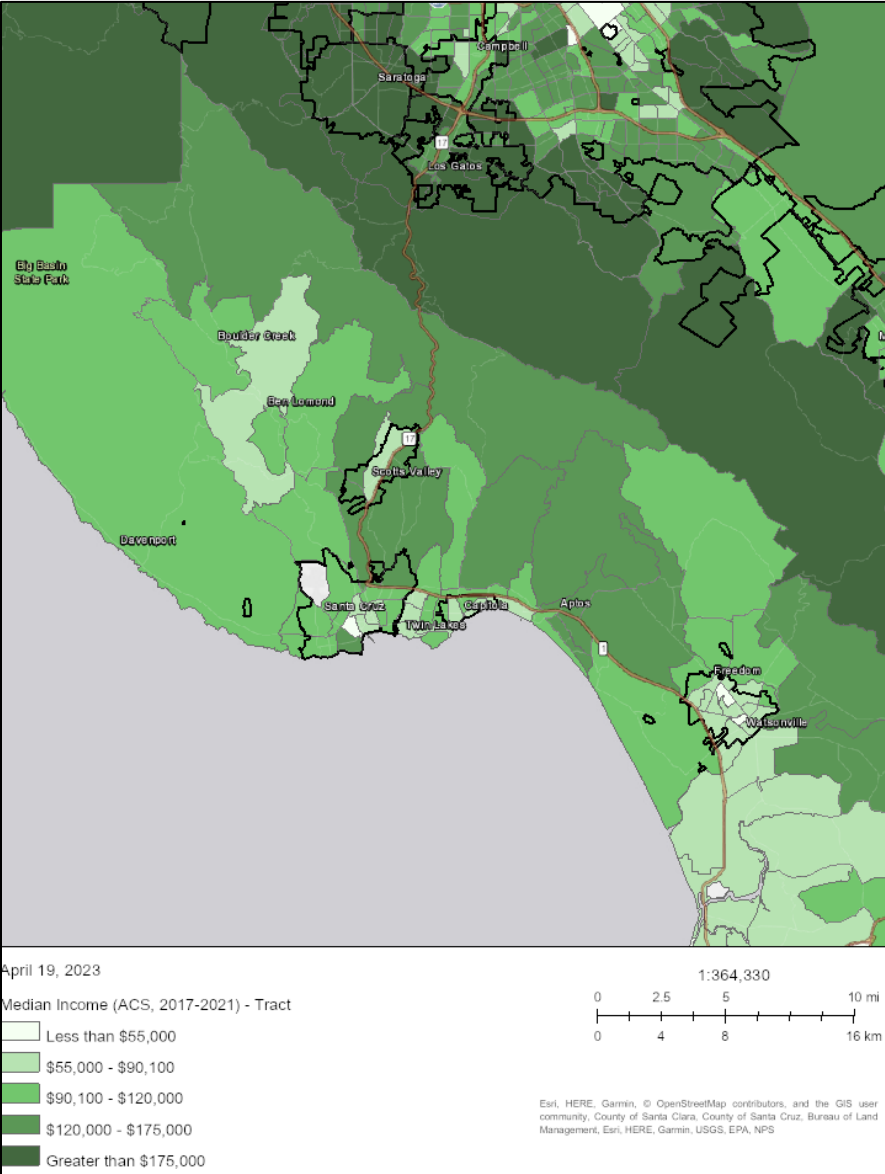 Campbell
Saratoga
17
Los Gatos
Big Basin
State Park
Boulder Creek
M
Ben Lomond
17
Scotts Valley
Davenport
Santa Cruz
Capitola
Aptos
Twin Lakes
1
Freedom
Watsonville
April 19, 2023
Median Income (ACS, 2017-2021) - Tract
Less than $55,000
$55,000 - $90,100
$90,100 - $120,000
$120,000 - $175,000
Greater than $175,000
1:364,330
0 2.5 5 10 mi
0 4 8 16 km
Esri, HERE, Garmin, © OpenStreetMap contributors, and the GIS user
community, County of Santa Clara, County of Santa Cruz, Bureau of Land
Management, Esri, HERE, Garmin, USGS, EPA, NPS